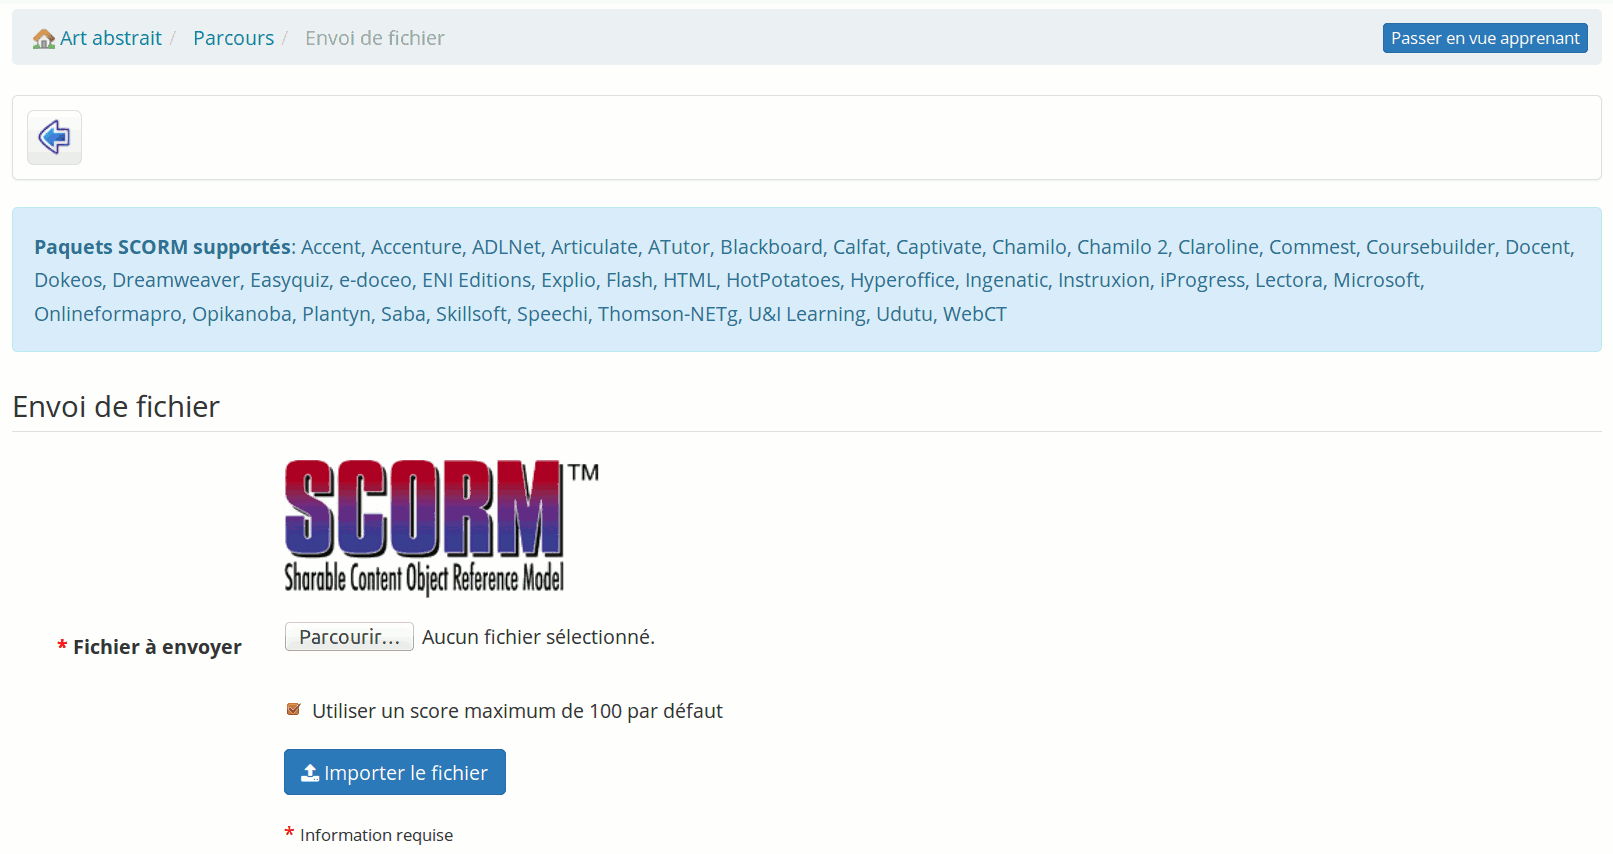 Art abstrait / Parcours / Envoi de fichier
Passer en vue apprenant
Paquets SCORM supportés: Accent, Accenture, ADLNet, Articulate, ATutor, Blackboard, Calfat, Captivate, Chamilo, Chamilo 2, Claroline, Commest, Coursebuilder, Docent,
Dokeos, Dreamweaver, Easyquiz, e-doceo, ENI Editions, Explio, Flash, HTML, HotPotatoes, Hyperoffice, Ingenatic, Instruxion, iProgress, Lectora, Microsoft,
Onlineformapro, Opikanoba, Plantyn, Saba, Skillsoft, Speechi, Thomson-NETg, U&I Learning, Udutu, WebCT
Envoi de fichier
SCORM™
Sharable Content Object Reference Model
* Fichier à envoyer
Parcourir... Aucun fichier sélectionné.
Utiliser un score maximum de 100 par défaut
Importer le fichier
* Information requise